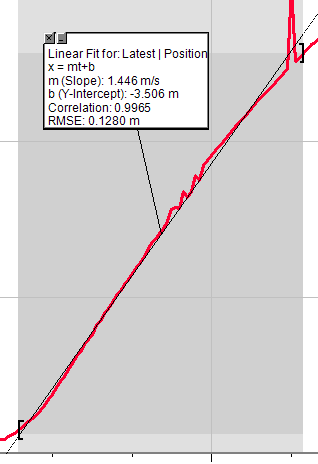 Linear Fit for: Latest | Position
x = mt+b
m (Slope): 1.446 m/s
b (Y-Intercept): -3.506 m
Correlation: 0.9965
RMSE: 0.1280 m